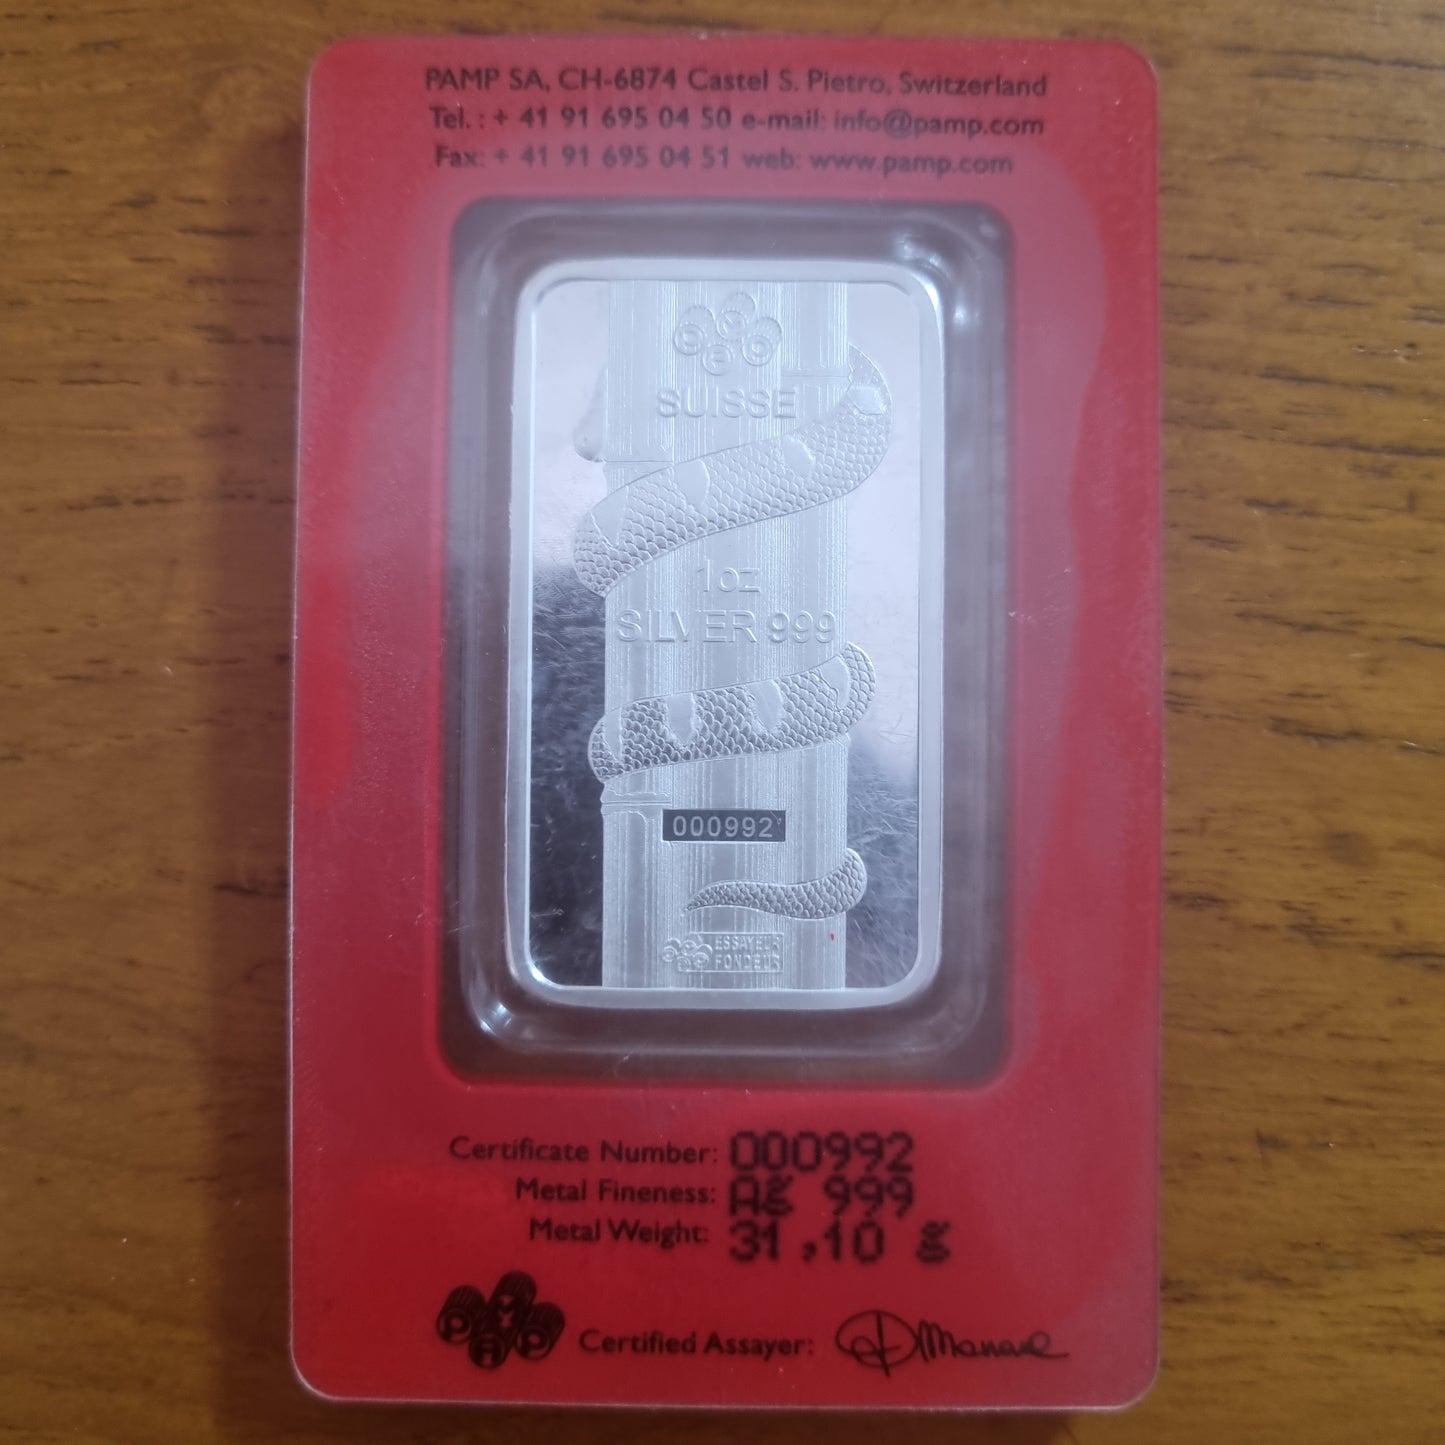 PAMP SA, CH-6874 Castel S. Pietro, Switzerland
Tel. : + 41 91 695 04 50 e-mail: info@pamp.com
Fax: + 41 91 695 04 51 web: www.pamp.com
PAMP
SUISSE
1oz
SILVER 999
000992
PAMP
ESSAYEUR
FONDEUR
Certificate Number: 000992
Metal Fineness: Ag 999
Metal Weight: 31,10 g
PAMP
Certified Assayer: